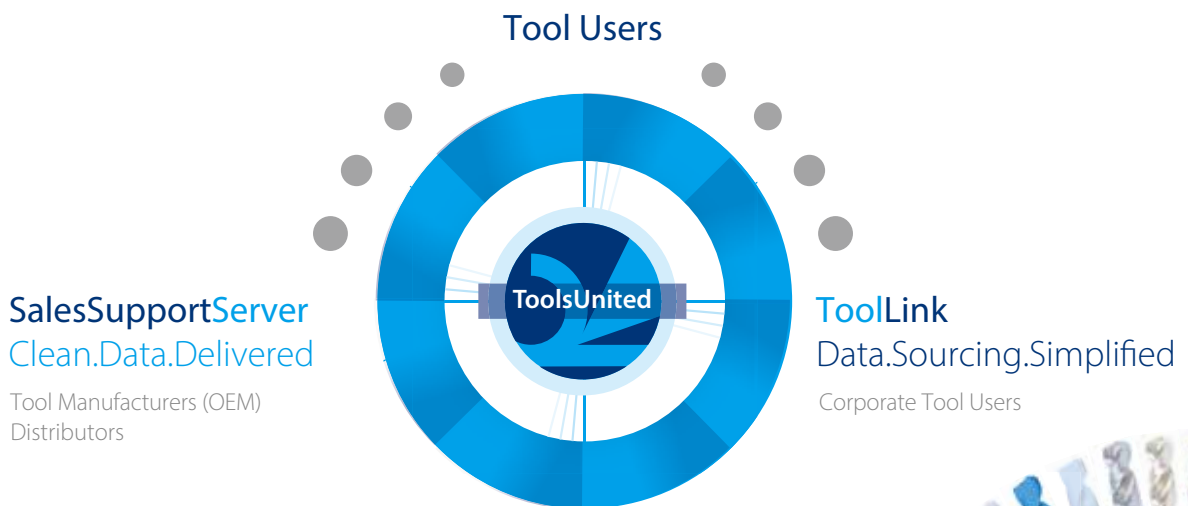 Tool Users
ToolsUnited
SalesSupportServer
Clean.Data.Delivered
Tool Manufacturers (OEM)
Distributors
ToolLink
Data.Sourcing.Simplified
Corporate Tool Users